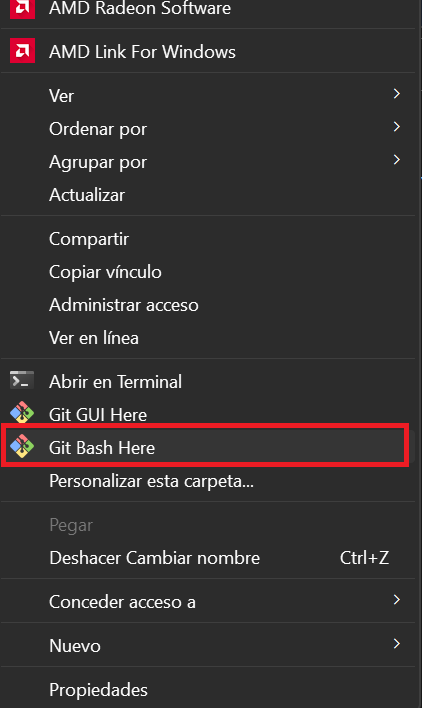 AMD Radeon Software
AMD Link For Windows
Ver
Ordenar por
Agrupar por
Actualizar
Compartir
Copiar vínculo
Administrar acceso
Ver en línea
Abrir en Terminal
Git GUI Here
Git Bash Here
Personalizar esta carpeta...
Pegar
Deshacer Cambiar nombre Ctrl+Z
Conceder acceso a
Nuevo
Propiedades